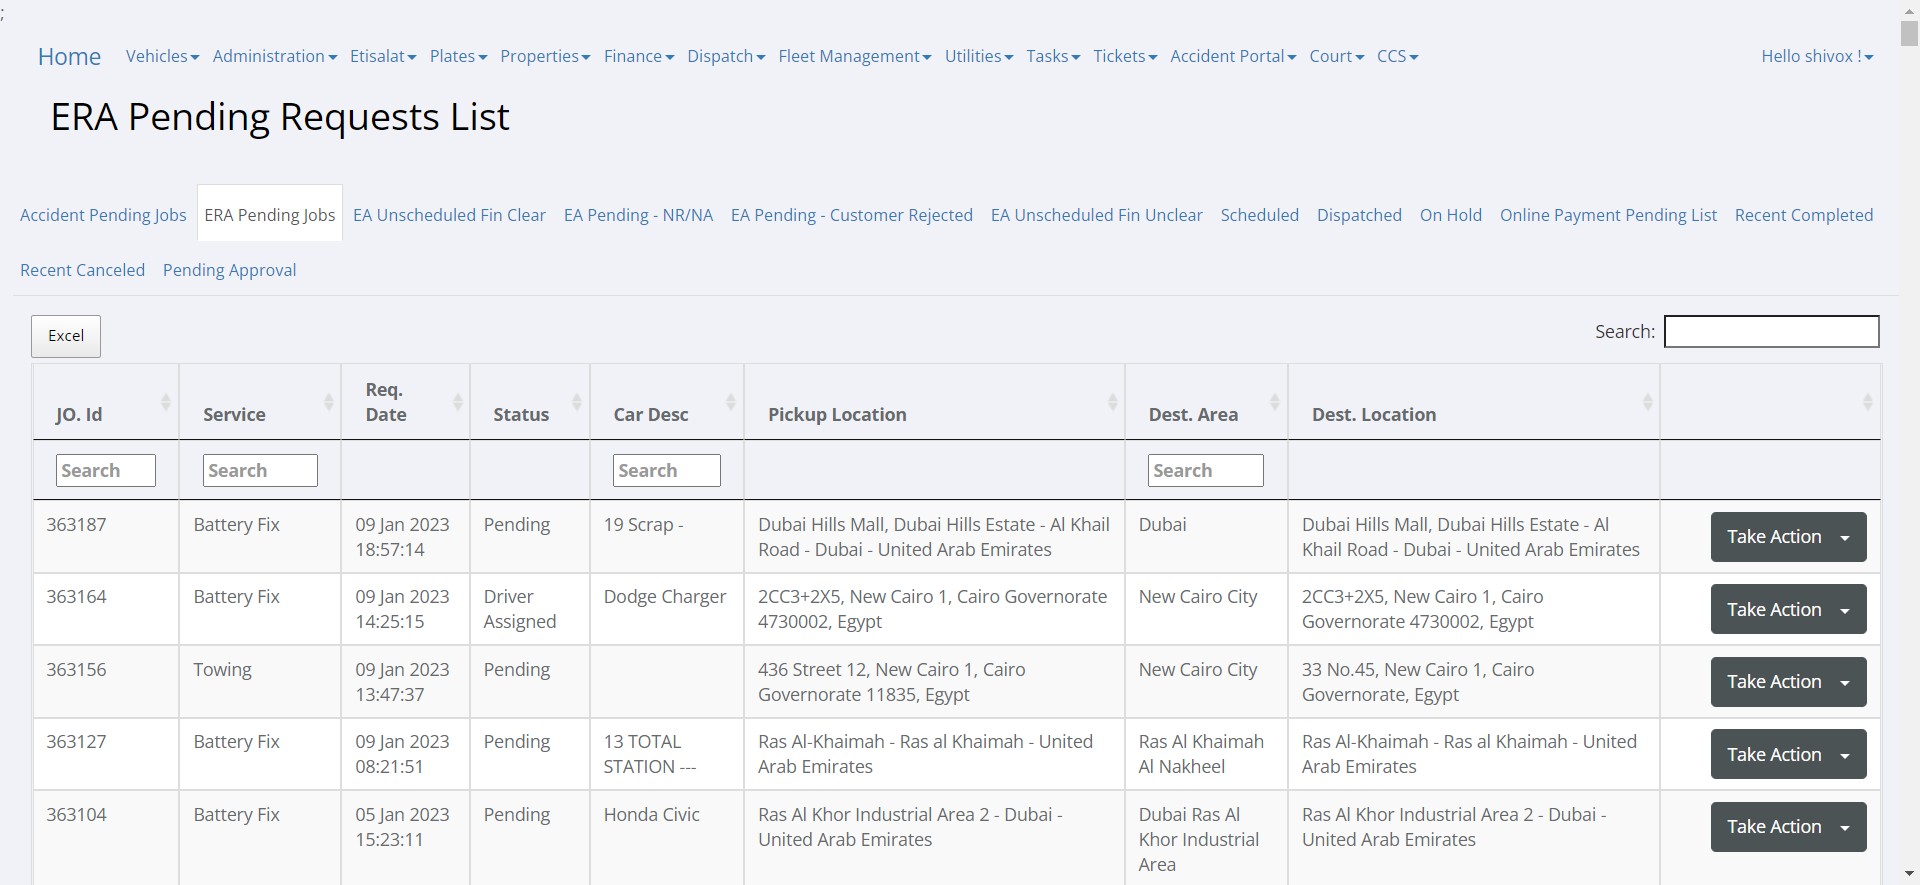 ;
Home Vehicles Administration Etisalat Plates Properties Finance Dispatch Fleet Management Utilities Tasks Tickets Accident Portal Court CCS Hello shivox !
ERA Pending Requests List
Accident Pending Jobs ERA Pending Jobs EA Unscheduled Fin Clear EA Pending - NR/NA EA Pending - Customer Rejected EA Unscheduled Fin Unclear Scheduled Dispatched On Hold Online Payment Pending List Recent Completed
Recent Canceled Pending Approval
Excel Search:
JO. Id Service Req. Date Status Car Desc Pickup Location Dest. Area Dest. Location
Search Search Search Search
363187 Battery Fix 09 Jan 2023 Pending 19 Scrap - Dubai Hills Mall, Dubai Hills Estate - Al Khail Dubai Dubai Hills Mall, Dubai Hills Estate - Al Take Action
18:57:14 Road - Dubai - United Arab Emirates Khail Road - Dubai - United Arab Emirates
363164 Battery Fix 09 Jan 2023 Driver Dodge Charger 2CC3+2X5, New Cairo 1, Cairo Governorate New Cairo City 2CC3+2X5, New Cairo 1, Cairo Take Action
14:25:15 Assigned 4730002, Egypt Governorate 4730002, Egypt
363156 Towing 09 Jan 2023 Pending 436 Street 12, New Cairo 1, Cairo New Cairo City 33 No.45, New Cairo 1, Cairo Take Action
13:47:37 Governorate 11835, Egypt Governorate, Egypt
363127 Battery Fix 09 Jan 2023 Pending 13 TOTAL Ras Al-Khaimah - Ras al Khaimah - United Ras Al Khaimah Ras Al-Khaimah - Ras al Khaimah - United Take Action
08:21:51 STATION --- Arab Emirates Al Nakheel Arab Emirates
363104 Battery Fix 05 Jan 2023 Pending Honda Civic Ras Al Khor Industrial Area 2 - Dubai - Dubai Ras Al Ras Al Khor Industrial Area 2 - Dubai - Take Action
15:23:11 United Arab Emirates Khor Industrial United Arab Emirates
Area